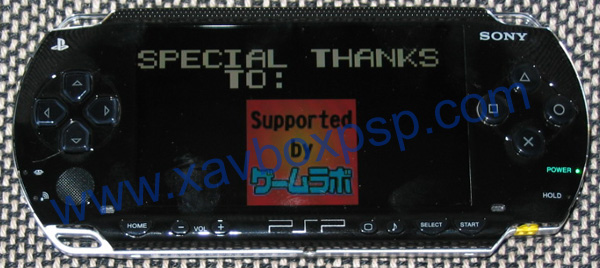 SONY
SPECIAL THANKS
TO:
Supported
by
ゲームラボ
www.xavboxpsp.com
POWER
HOLD
HOME
VOL
PSP
SELECT
START